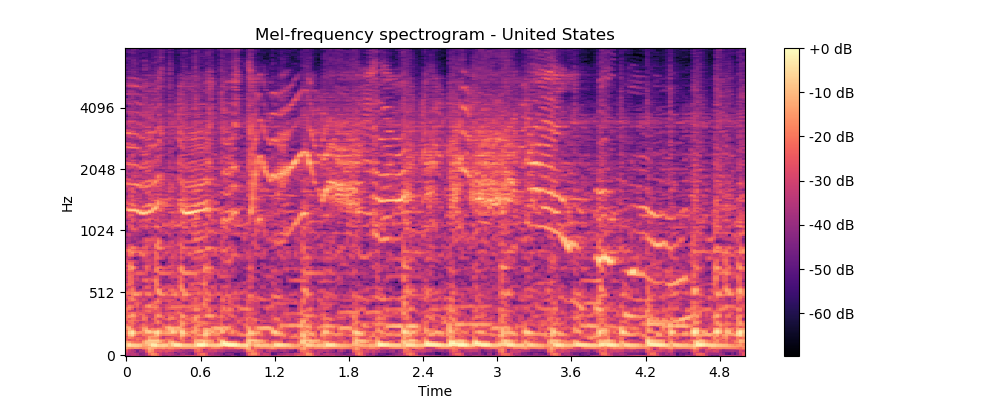 Mel-frequency spectrogram - United States
Hz
4096
2048
1024
512
0
0 0.6 1.2 1.8 2.4 3 3.6 4.2 4.8
Time
+0 dB
-10 dB
-20 dB
-30 dB
-40 dB
-50 dB
-60 dB